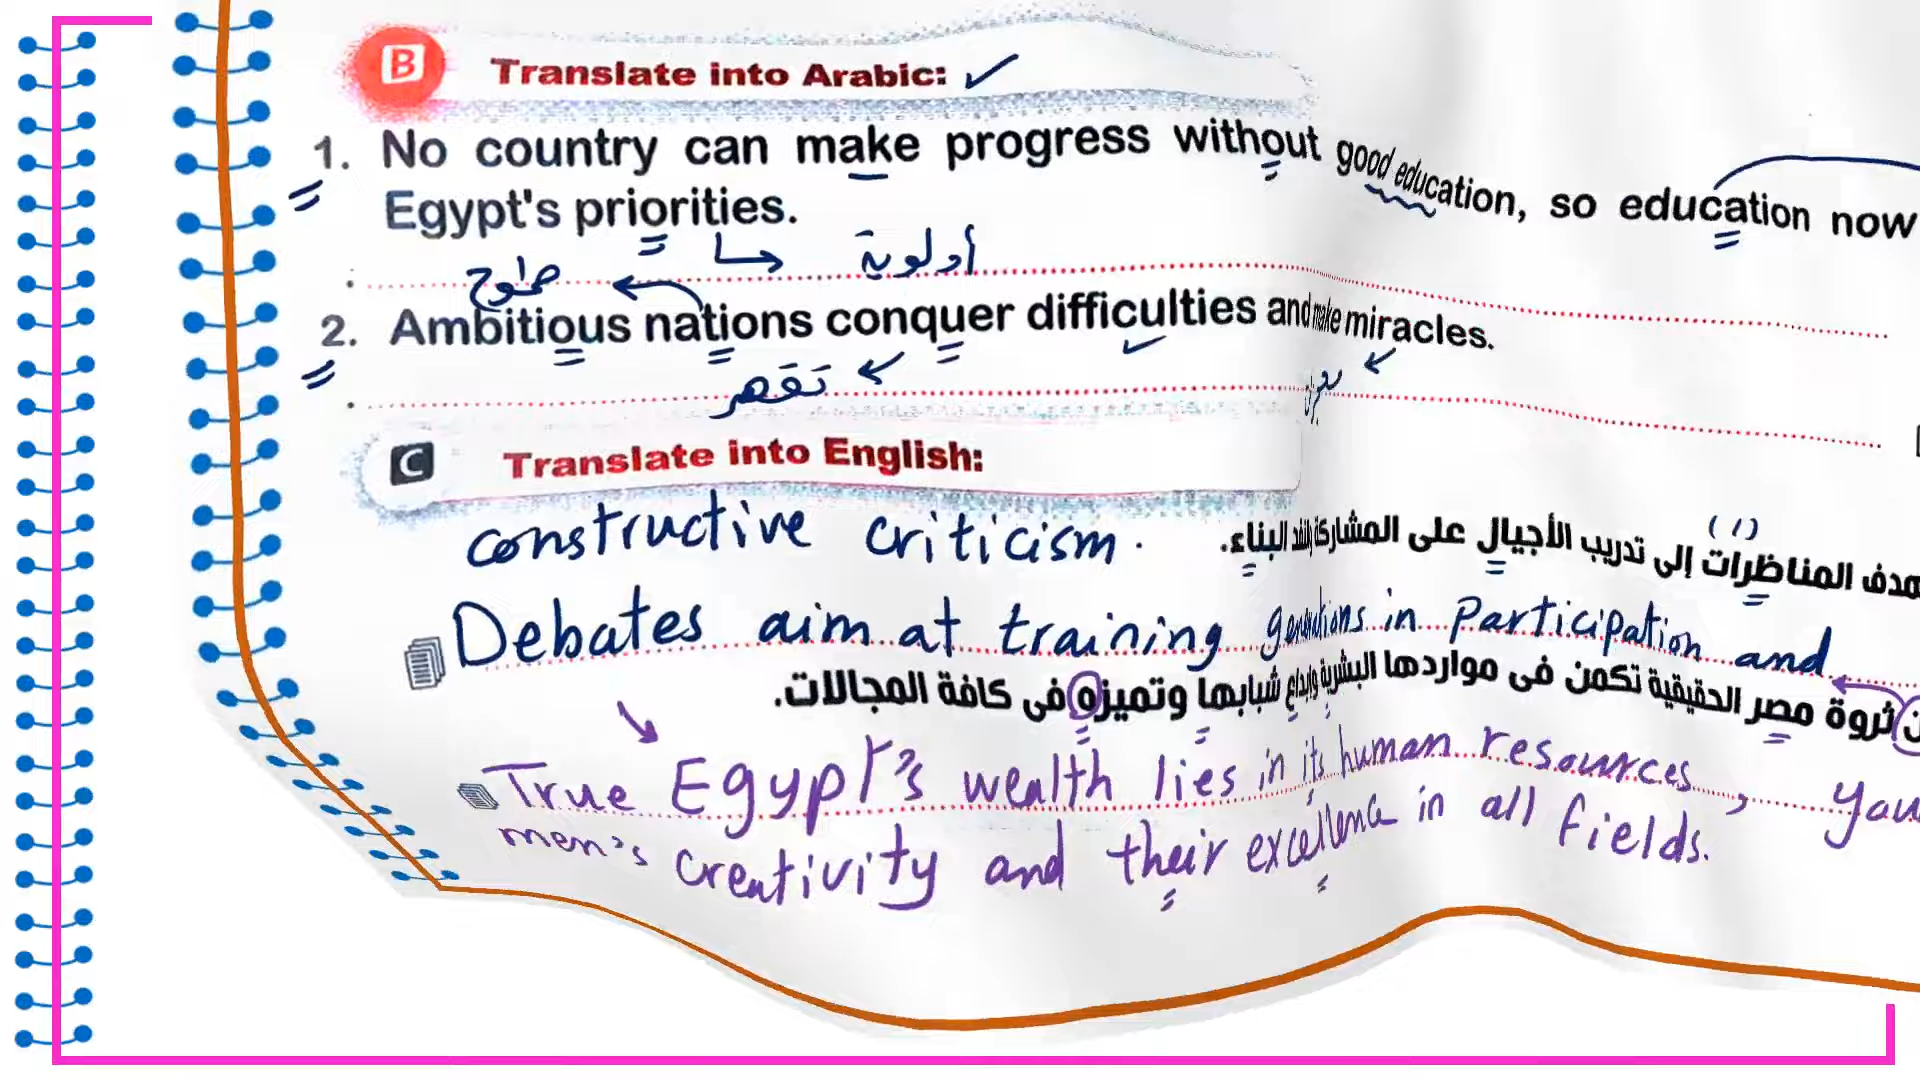 B Translate into Arabic:
1. No country can make progress without good education, so education now
Egypt's priorities.
أولوية
طموح
2. Ambitious nations conquer difficulties and make miracles.
تقهر
C Translate into English:
(١)
هدف المناظرات إلى تدريب الأجيال على المشاركة والنقد البناء.
constructive criticism.
Debates aim at training generations in Participation and
ثروة مصر الحقيقية تكمن فى مواردها البشرية وإبداع شبابها وتميزه فى كافة المجالات.
True Egypt's wealth lies in its human resources, you
men's creativity and their excellence in all fields.